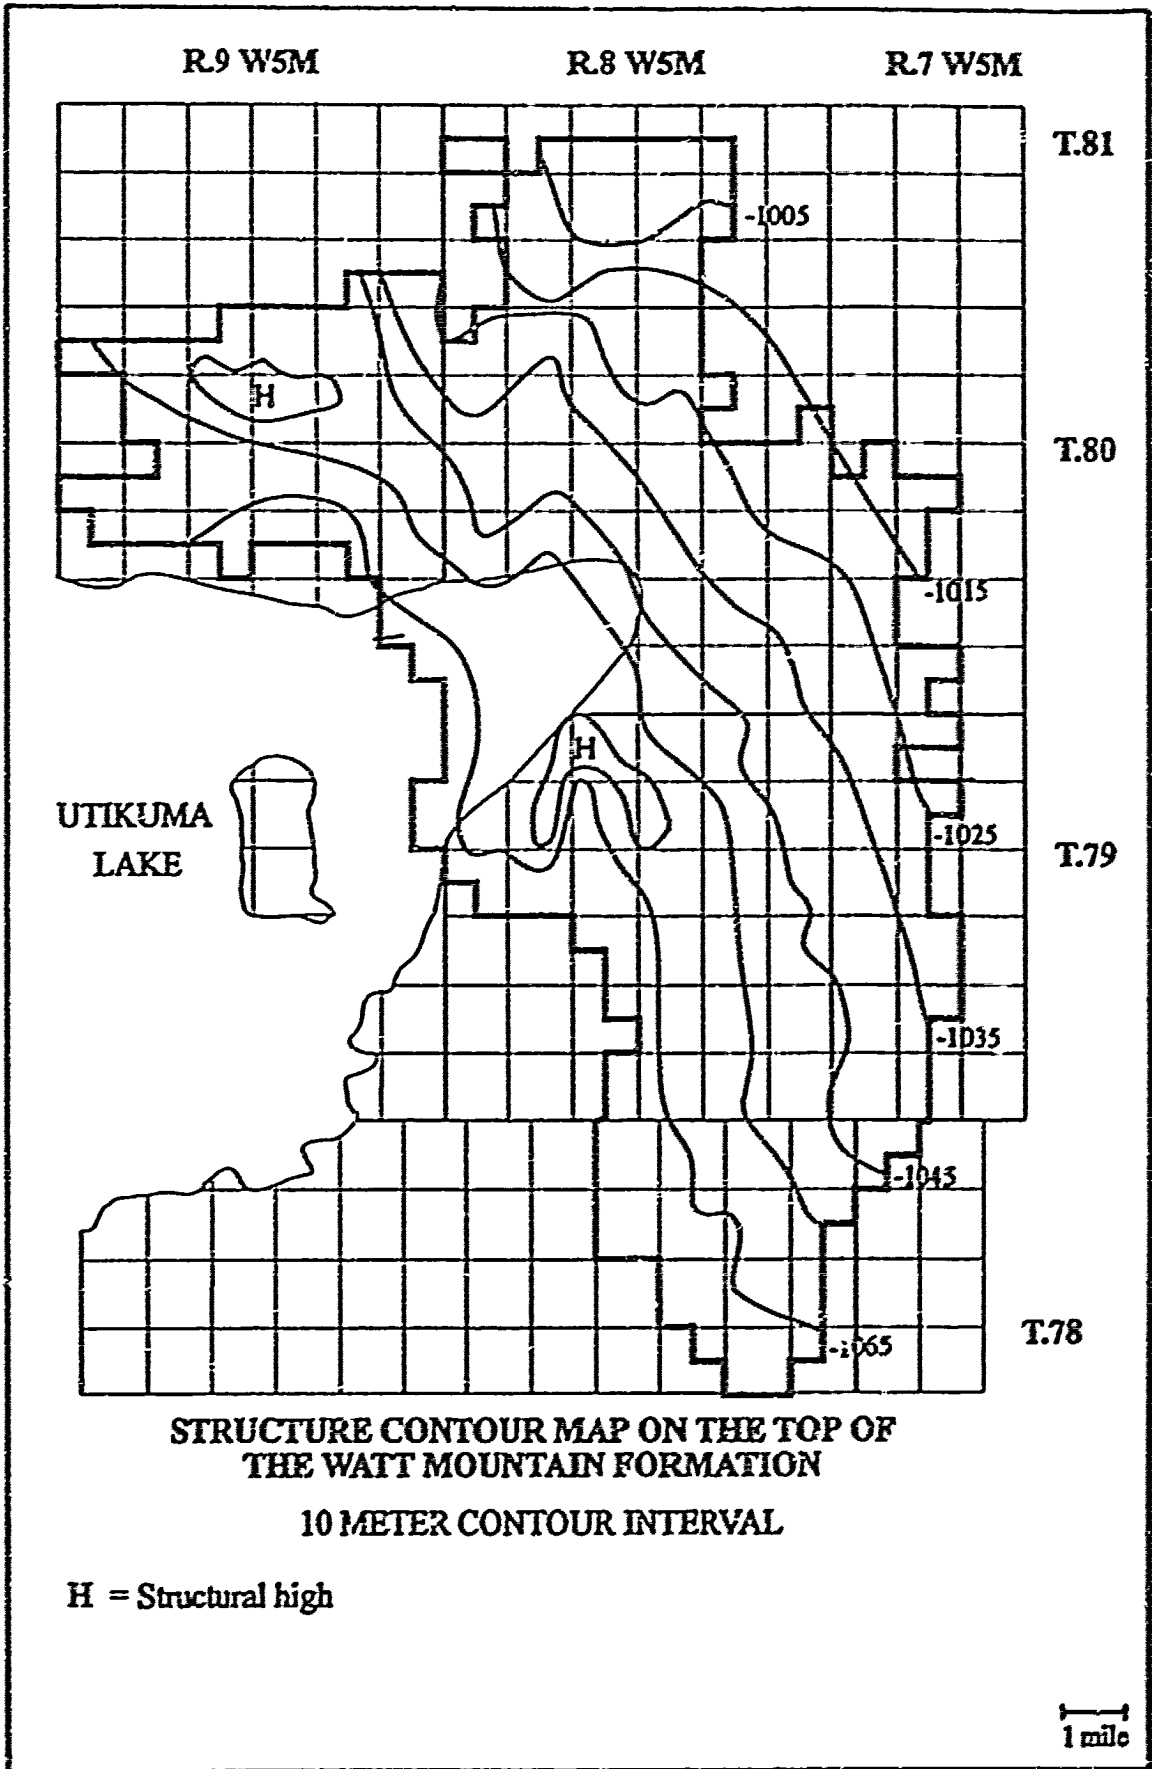 R.9 W5M R.8 W5M R.7 W5M
T.81
-1005
H
T.80
-1015
H
UTIKUMA
LAKE
-1025
T.79
-1035
-1045
T.78
-1065
STRUCTURE CONTOUR MAP ON THE TOP OF
THE WATT MOUNTAIN FORMATION
10 METER CONTOUR INTERVAL
H = Structural high
1 mile